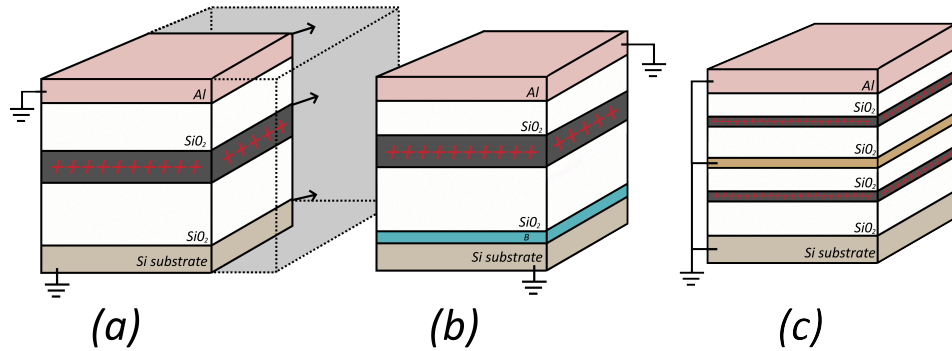 Al
SiO₂
SiO₂
Si substrate
(a)
Al
SiO₂
SiO₂
B
Si substrate
(b)
Al
SiO₂
SiO₂
SiO₂
SiO₂
Si substrate
(c)